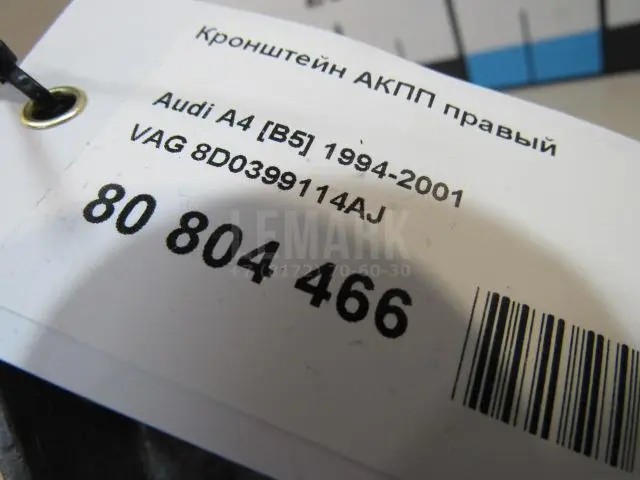 Кронштейн АКПП правый
Audi A4 [B5] 1994-2001
VAG 8D0399114AJ
80 804 466
LEMARK